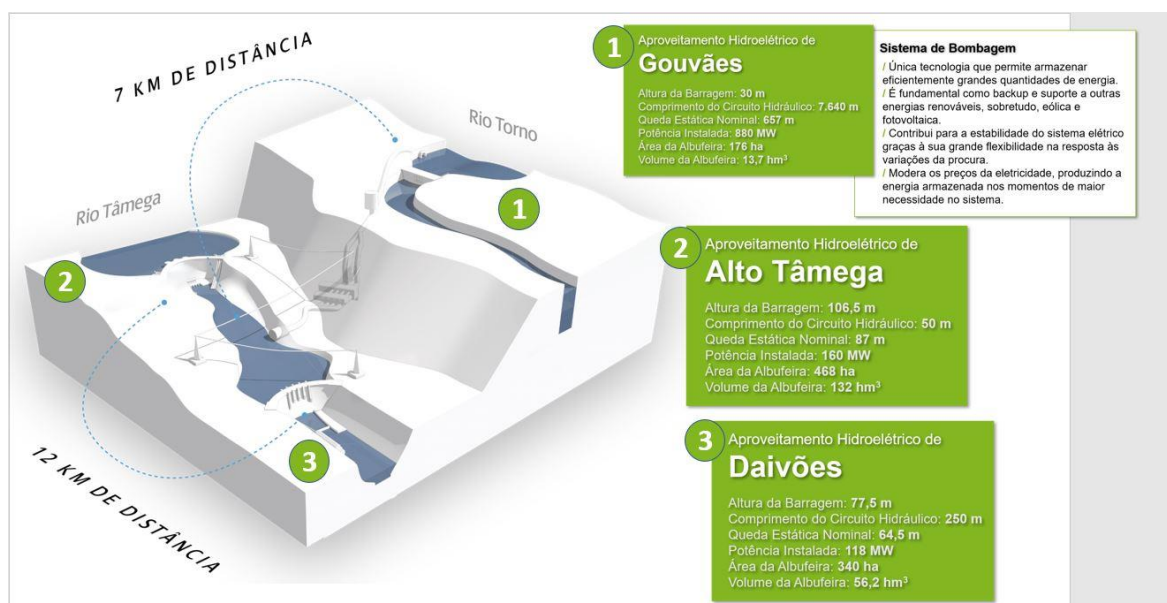 7 KM DE DISTÂNCIA
Rio Torno
Rio Tâmega
1
2
3
12 KM DE DISTÂNCIA
1
Aproveitamento Hidroelétrico de
Gouvães
Altura da Barragem: 30 m
Comprimento do Circuito Hidráulico: 7.640 m
Queda Estática Nominal: 657 m
Potência Instalada: 880 MW
Área da Albufeira: 176 ha
Volume da Albufeira: 13,7 hm³
Sistema de Bombagem
/ Única tecnologia que permite armazenar
eficientemente grandes quantidades de energia.
/ É fundamental como backup e suporte a outras
energias renováveis, sobretudo, eólica e
fotovoltaica.
/ Contribui para a estabilidade do sistema elétrico
graças à sua grande flexibilidade na resposta às
variações da procura.
/ Modera os preços da eletricidade, produzindo a
energia armazenada nos momentos de maior
necessidade no sistema.
2
Aproveitamento Hidroelétrico de
Alto Tâmega
Altura da Barragem: 106,5 m
Comprimento do Circuito Hidráulico: 50 m
Queda Estática Nominal: 87 m
Potência Instalada: 160 MW
Área da Albufeira: 468 ha
Volume da Albufeira: 132 hm³
3
Aproveitamento Hidroelétrico de
Daivões
Altura da Barragem: 77,5 m
Comprimento do Circuito Hidráulico: 250 m
Queda Estática Nominal: 64,5 m
Potência Instalada: 118 MW
Área da Albufeira: 340 ha
Volume da Albufeira: 56,2 hm³